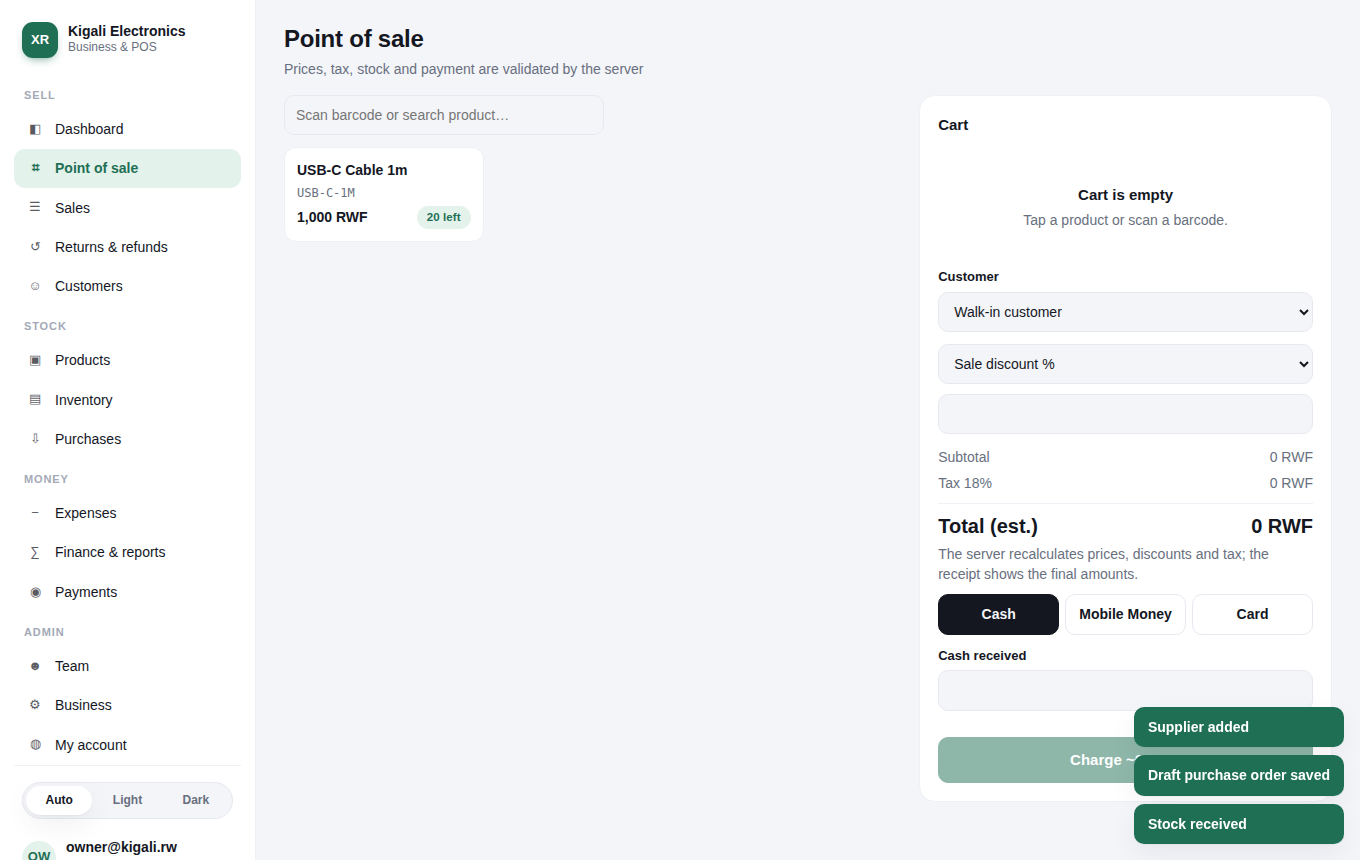 XR
Kigali Electronics
Business & POS
SELL
Dashboard
Point of sale
Sales
Returns & refunds
Customers
STOCK
Products
Inventory
Purchases
MONEY
Expenses
Finance & reports
Payments
ADMIN
Team
Business
My account
Auto Light Dark
OW
owner@kigali.rw
Point of sale
Prices, tax, stock and payment are validated by the server
Scan barcode or search product…
USB-C Cable 1m
USB-C-1M
1,000 RWF 20 left
Cart
Cart is empty
Tap a product or scan a barcode.
Customer
Walk-in customer
Sale discount %
Subtotal 0 RWF
Tax 18% 0 RWF
Total (est.) 0 RWF
The server recalculates prices, discounts and tax; the
receipt shows the final amounts.
Cash Mobile Money Card
Cash received
Charge
Supplier added
Draft purchase order saved
Stock received